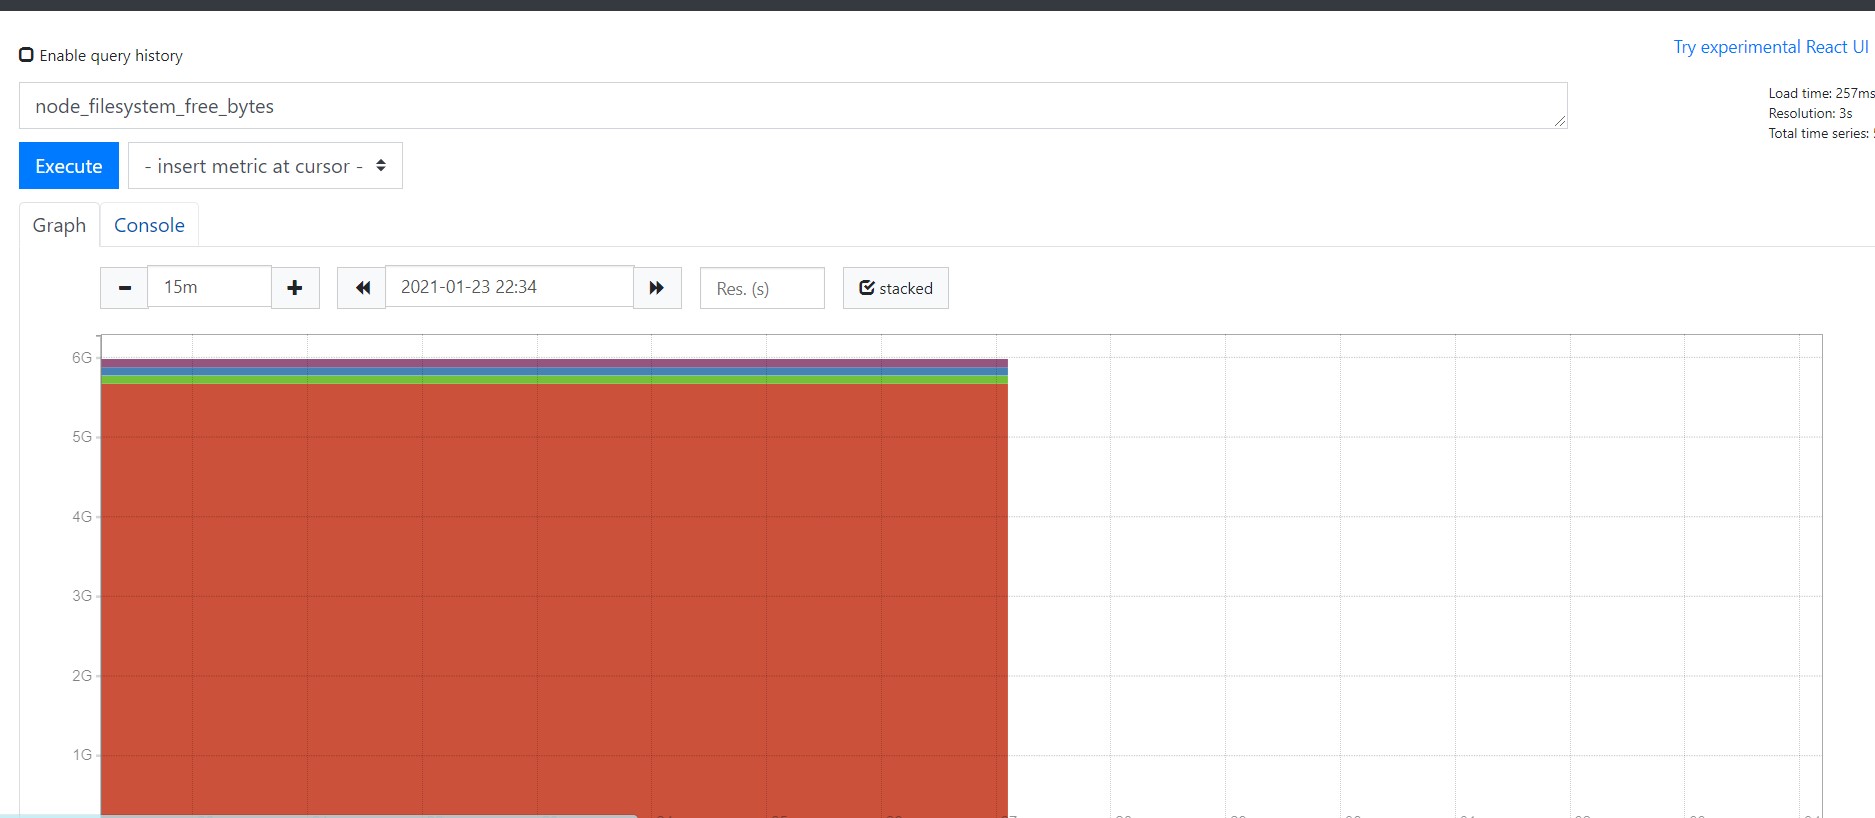 Enable query history
Try experimental React UI
node_filesystem_free_bytes
Load time: 257ms
Resolution: 3s
Total time series:
Execute
- insert metric at cursor -
Graph
Console
15m
2021-01-23 22:34
Res. (s)
stacked
6G
5G
4G
3G
2G
1G